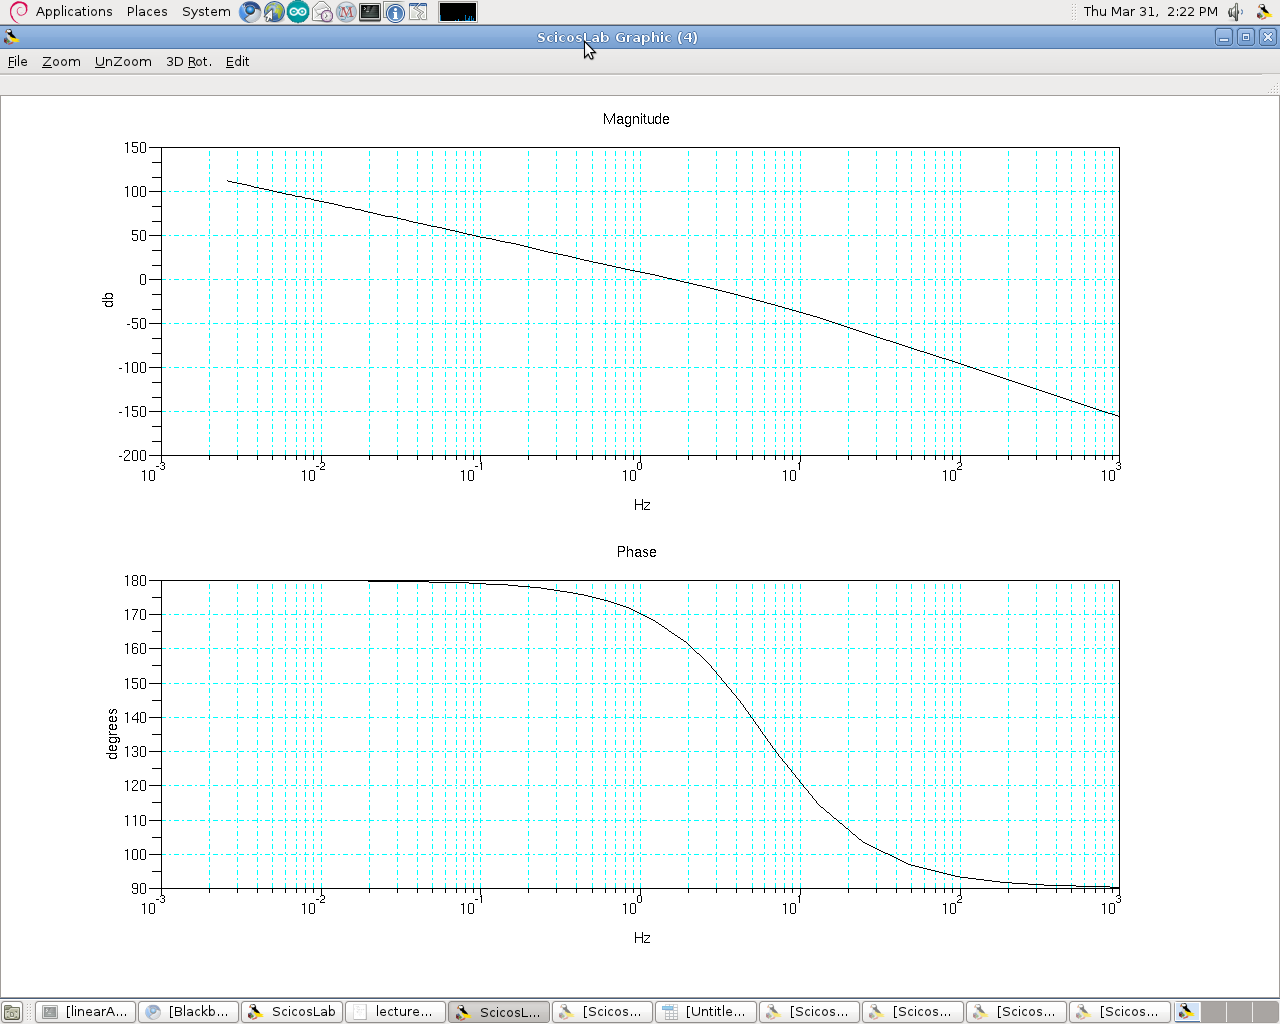 Applications Places System Thu Mar 31, 2:22 PM
ScicosLab Graphic (4)
File Zoom UnZoom 3D Rot. Edit
Magnitude
150
100
50
0
-50
-100
-150
-200
db
10^-3 10^-2 10^-1 10^0 10^1 10^2 10^3
Hz
Phase
180
170
160
150
140
130
120
110
100
90
degrees
10^-3 10^-2 10^-1 10^0 10^1 10^2 10^3
Hz
[linearA... [Blackb... ScicosLab lecture... ScicosL... [Scicos... [Untitle... [Scicos... [Scicos... [Scicos... [Scicos...